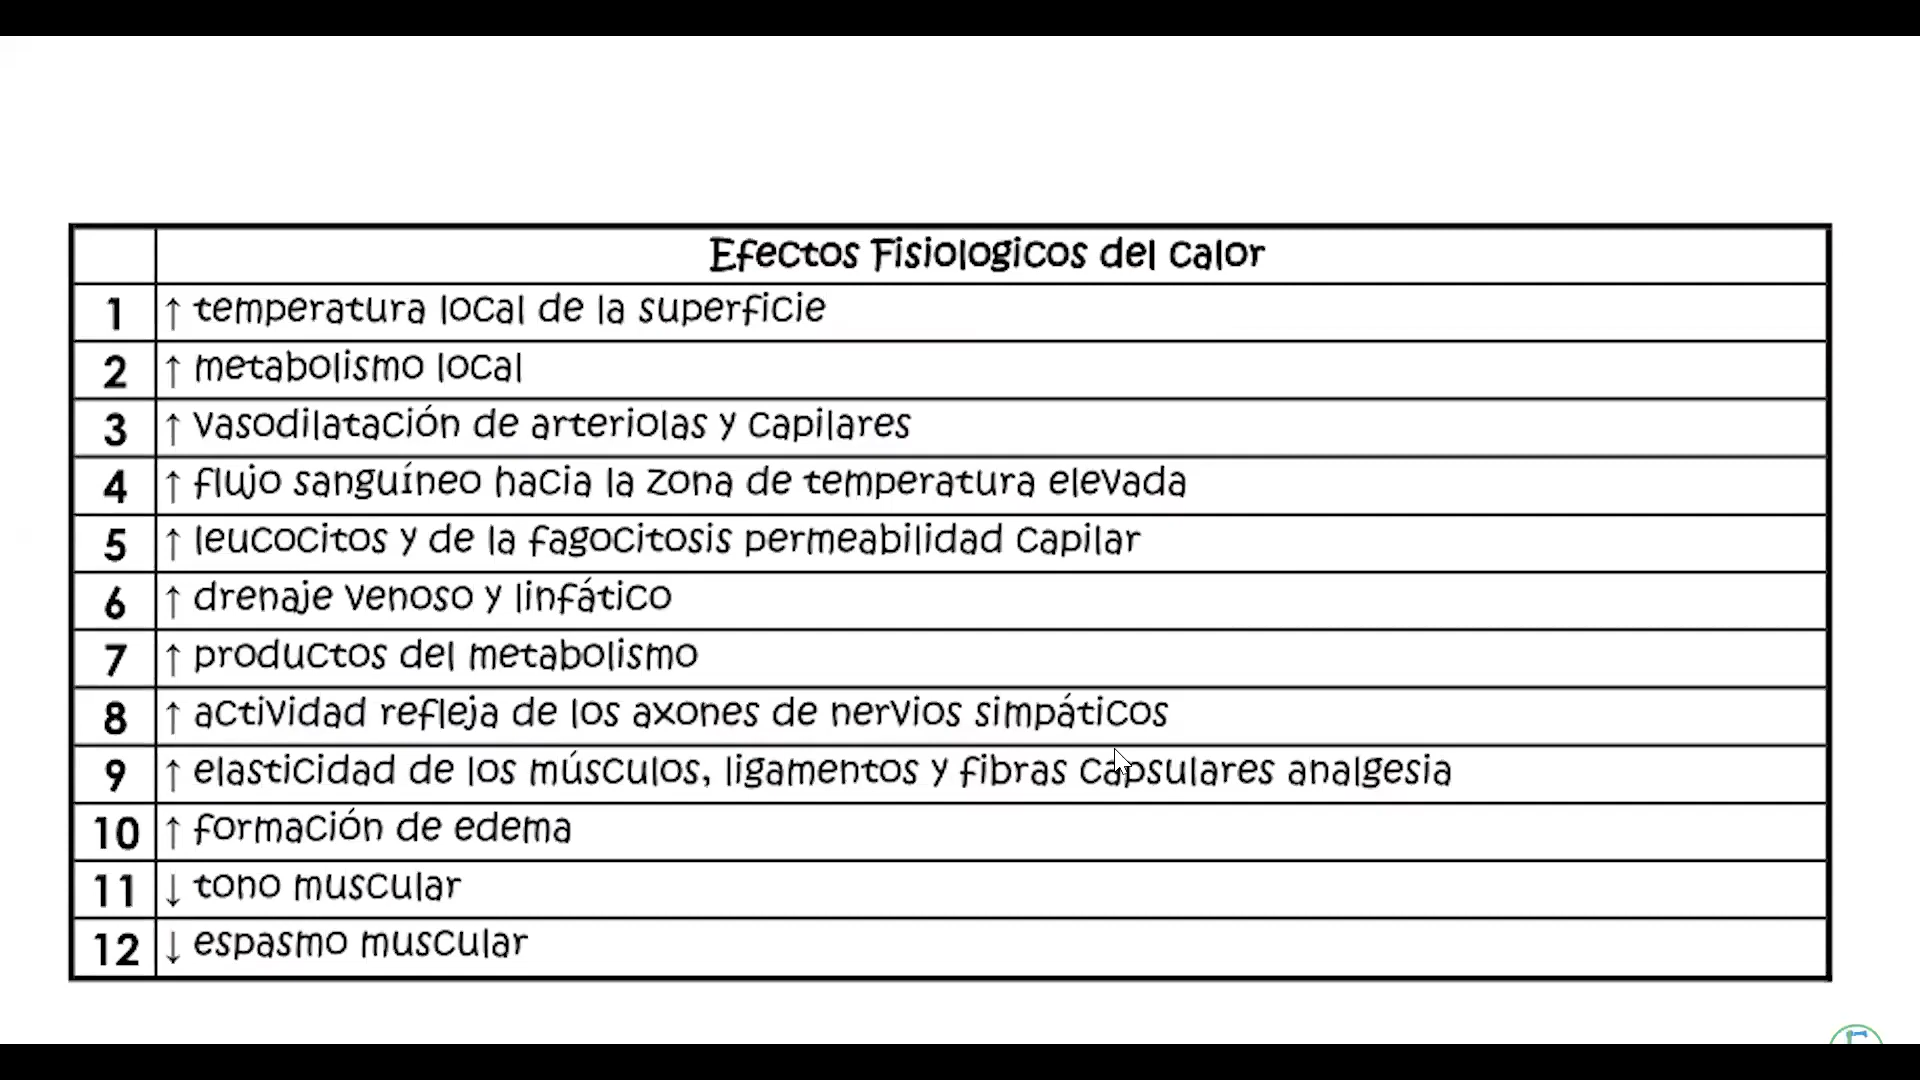 Efectos Fisiologicos del calor
1 ↑ temperatura local de la superficie
2 ↑ metabolismo local
3 ↑ vasodilatación de arteriolas y capilares
4 ↑ flujo sanguíneo hacia la zona de temperatura elevada
5 ↑ leucocitos y de la fagocitosis permeabilidad capilar
6 ↑ drenaje venoso y linfático
7 ↑ productos del metabolismo
8 ↑ actividad refleja de los axones de nervios simpáticos
9 ↑ elasticidad de los músculos, ligamentos y fibras capsulares analgesia
10 ↑ formación de edema
11 ↓ tono muscular
12 ↓ espasmo muscular